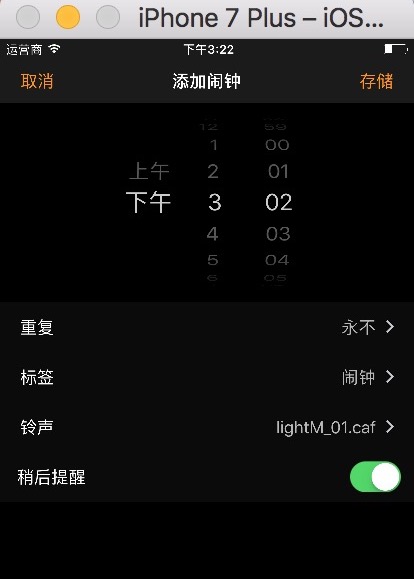 iPhone 7 Plus – iOS...
运营商 下午3:22
取消 添加闹钟 存储
12 59
1 00
上午 2 01
下午 3 02
4 03
5 04
6 05
重复 永不
标签 闹钟
铃声 lightM_01.caf
稍后提醒